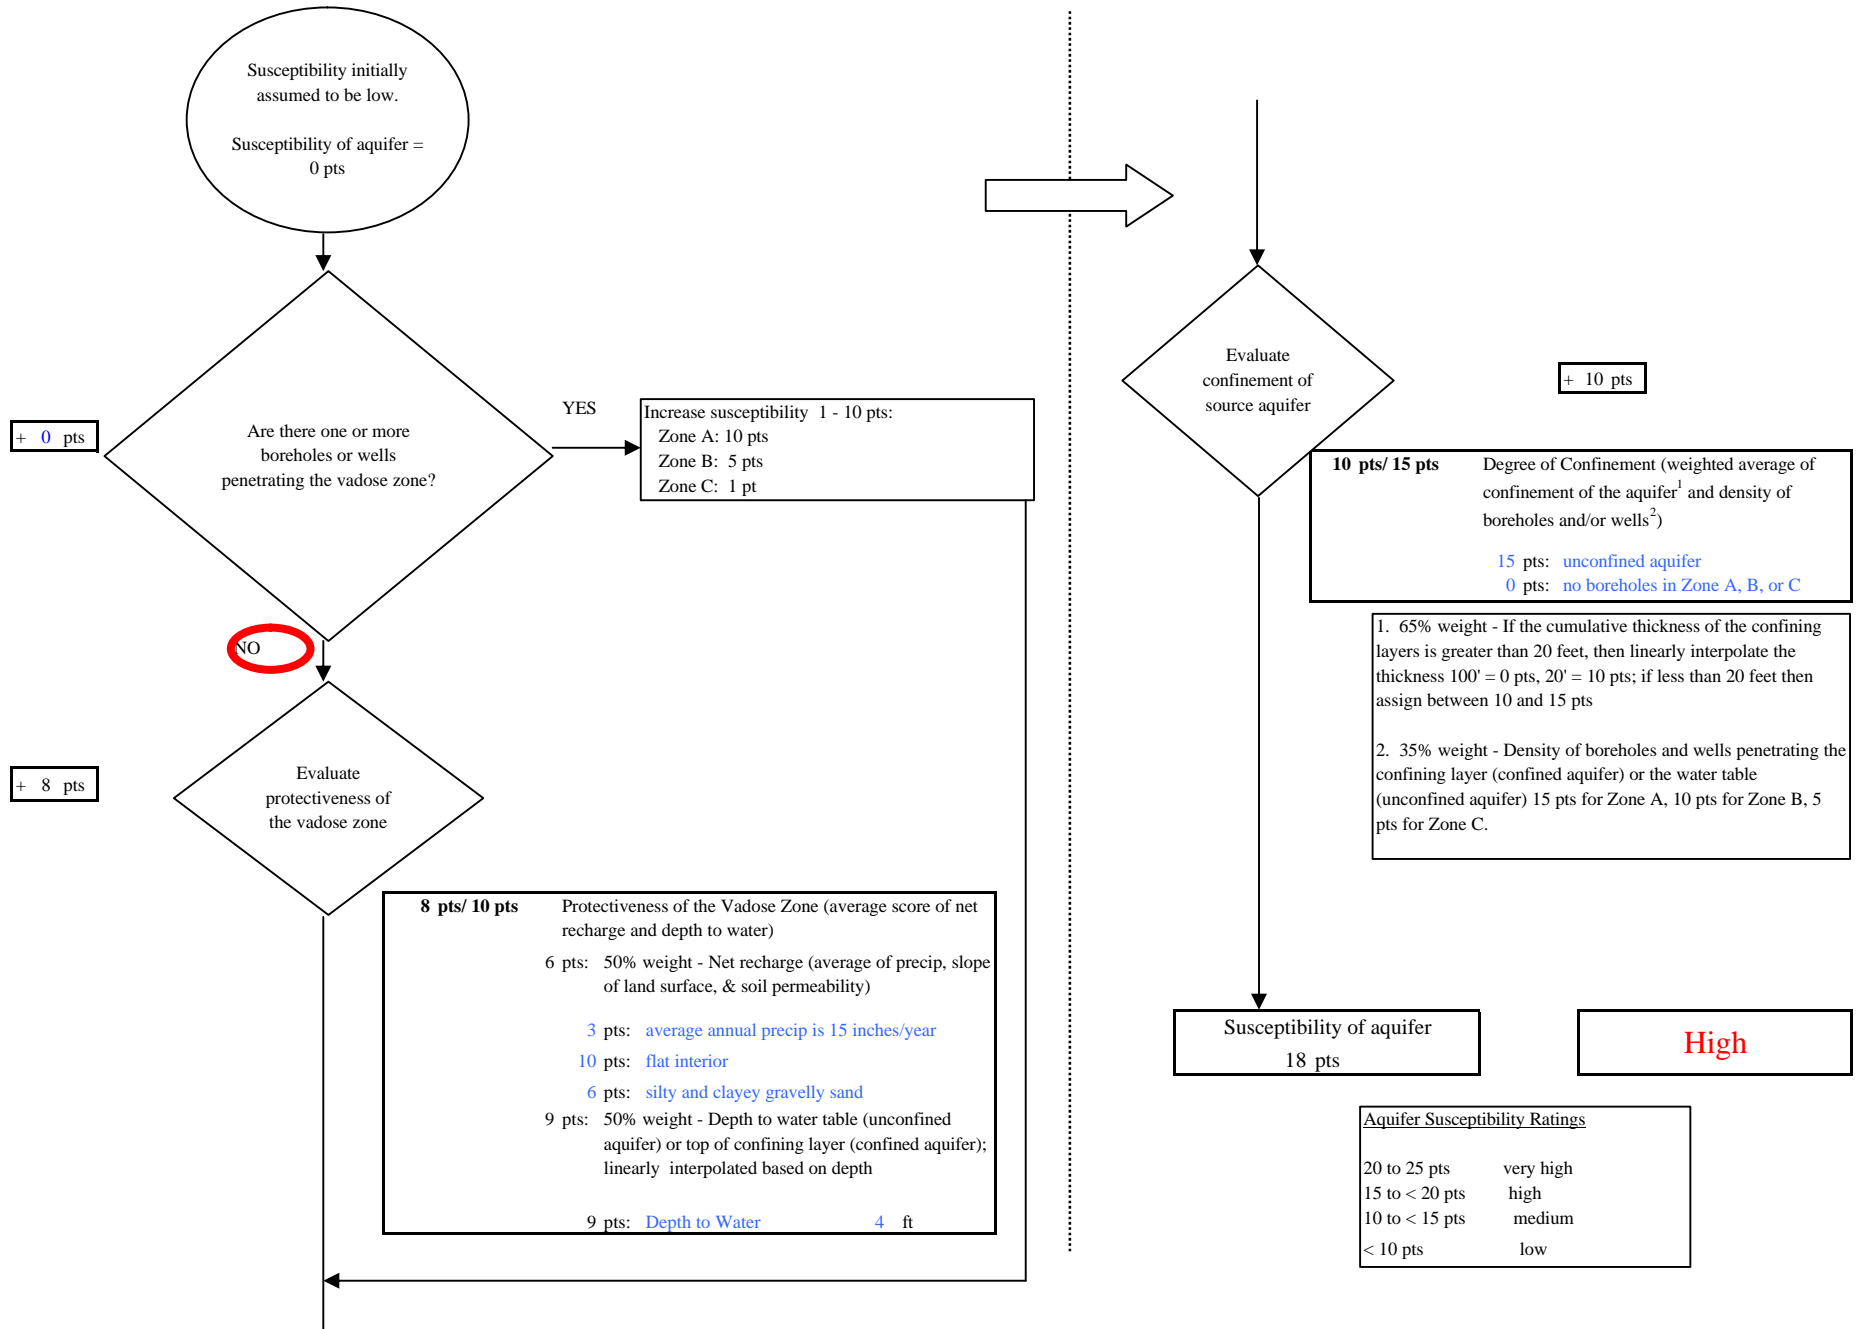 Susceptibility initially
assumed to be low.
Susceptibility of aquifer =
0 pts
+ 0 pts
Are there one or more
boreholes or wells
penetrating the vadose zone?
YES
Increase susceptibility 1 - 10 pts:
Zone A: 10 pts
Zone B: 5 pts
Zone C: 1 pt
NO
+ 8 pts
Evaluate
protectiveness of
the vadose zone
8 pts/ 10 pts Protectiveness of the Vadose Zone (average score of net
recharge and depth to water)
6 pts: 50% weight - Net recharge (average of precip, slope
of land surface, & soil permeability)
3 pts: average annual precip is 15 inches/year
10 pts: flat interior
6 pts: silty and clayey gravelly sand
9 pts: 50% weight - Depth to water table (unconfined
aquifer) or top of confining layer (confined aquifer);
linearly interpolated based on depth
9 pts: Depth to Water 4 ft
Evaluate
confinement of
source aquifer
+ 10 pts
10 pts/ 15 pts Degree of Confinement (weighted average of
confinement of the aquifer1 and density of
boreholes and/or wells2)
15 pts: unconfined aquifer
0 pts: no boreholes in Zone A, B, or C
1. 65% weight - If the cumulative thickness of the confining
layers is greater than 20 feet, then linearly interpolate the
thickness 100' = 0 pts, 20' = 10 pts; if less than 20 feet then
assign between 10 and 15 pts
2. 35% weight - Density of boreholes and wells penetrating the
confining layer (confined aquifer) or the water table
(unconfined aquifer) 15 pts for Zone A, 10 pts for Zone B, 5
pts for Zone C.
Susceptibility of aquifer
18 pts
High
Aquifer Susceptibility Ratings
20 to 25 pts very high
15 to < 20 pts high
10 to < 15 pts medium
< 10 pts low